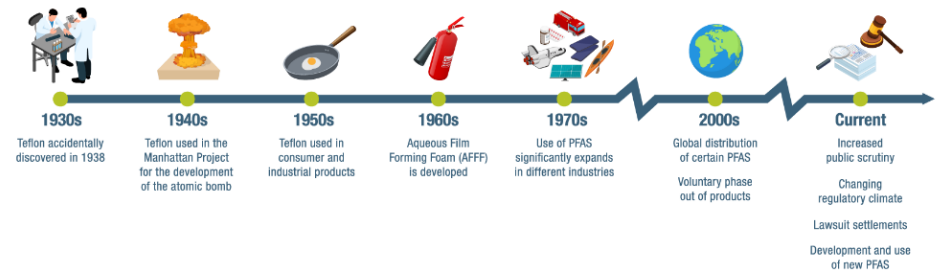 1930s
Teflon accidentally
discovered in 1938
1940s
Teflon used in the
Manhattan Project
for the development
of the atomic bomb
1950s
Teflon used in
consumer and
industrial products
1960s
Aqueous Film
Forming Foam (AFFF)
is developed
1970s
Use of PFAS
significantly expands
in different industries
2000s
Global distribution
of certain PFAS
Voluntary phase
out of products
Current
Increased
public scrutiny
Changing
regulatory climate
Lawsuit settlements
Development and use
of new PFAS